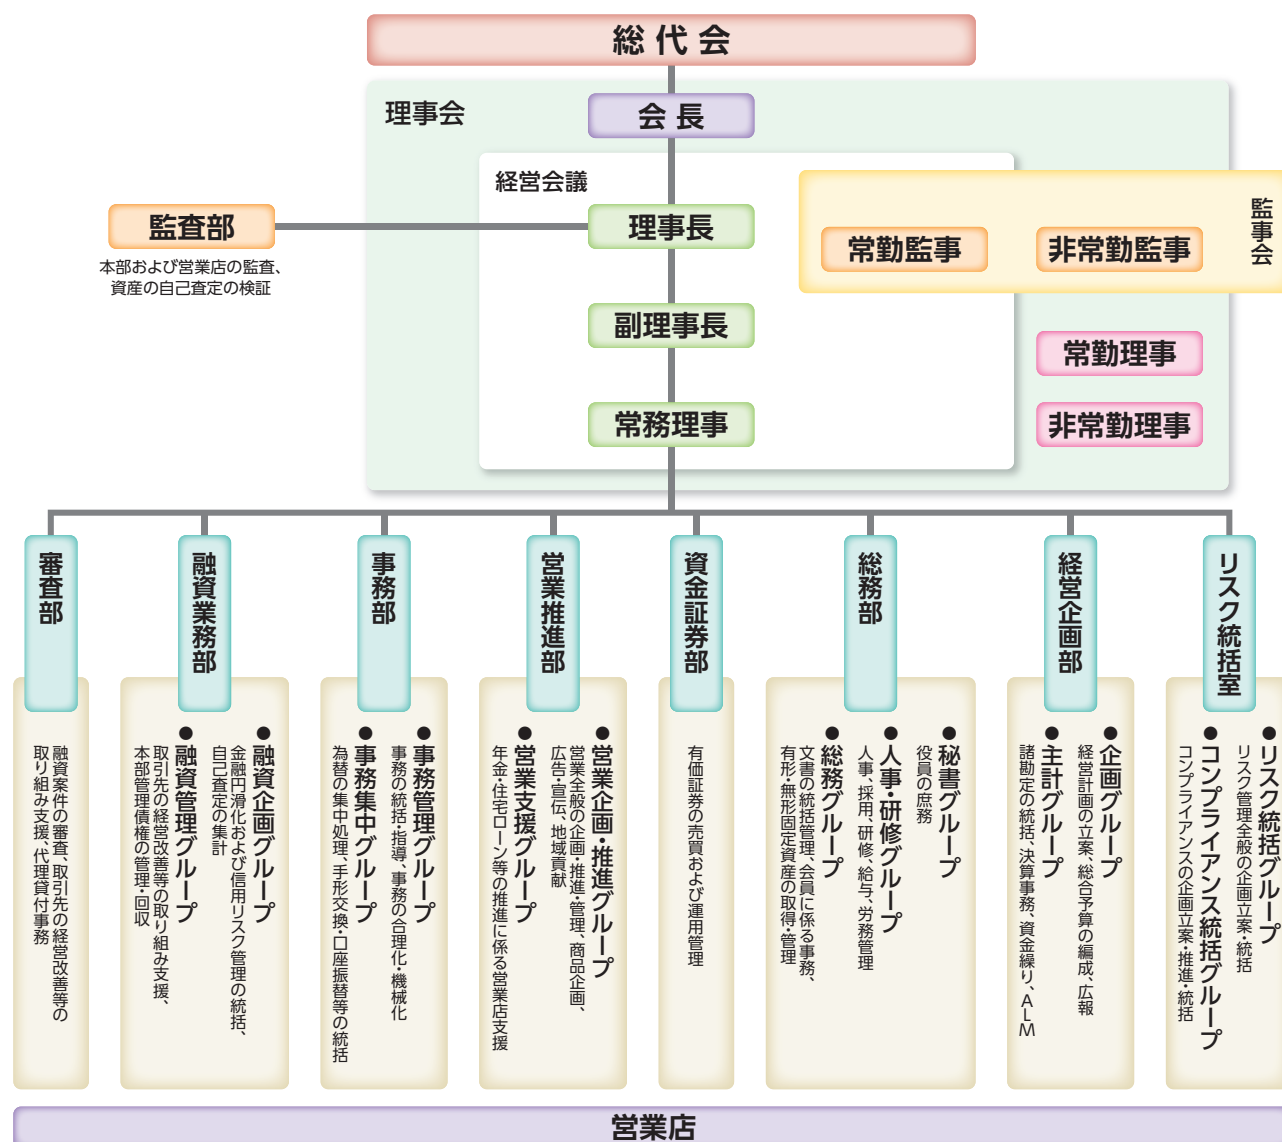 総代会
理事会
会長
経営会議
監事会
監査部
本部および営業店の監査、
資産の自己査定の検証
理事長
常勤監事
非常勤監事
副理事長
常勤理事
常務理事
非常勤理事
リスク統括室
●リスク統括グループ
リスク管理全般の企画立案・統括
●コンプライアンス統括グループ
コンプライアンスの企画立案・推進・統括
経営企画部
●企画グループ
経営計画の立案、総合予算の編成、広報
●主計グループ
諸勘定の統括、決算事務、資金繰り、ALM
総務部
●秘書グループ
役員の庶務
●人事・研修グループ
人事、採用、研修、給与、労務管理
●総務グループ
文書の統括管理、会員に係る事務、
有形・無形固定資産の取得・管理
資金証券部
有価証券の売買および運用管理
営業推進部
●営業企画・推進グループ
営業全般の企画・推進・管理、商品企画、
広告・宣伝、地域貢献
●営業支援グループ
年金・住宅ローン等の推進に係る営業店支援
事務部
●事務管理グループ
事務の統括・指導、事務の合理化・機械化
●事務集中グループ
為替の集中処理、手形交換・口座振替等の統括
融資業務部
●融資企画グループ
金融円滑化および信用リスク管理の統括、
自己査定の集計
●融資管理グループ
取引先の経営改善等の取り組み支援、
本部管理債権の管理・回収
審査部
融資案件の審査、取引先の経営改善等の
取り組み支援、代理貸付事務
営業店